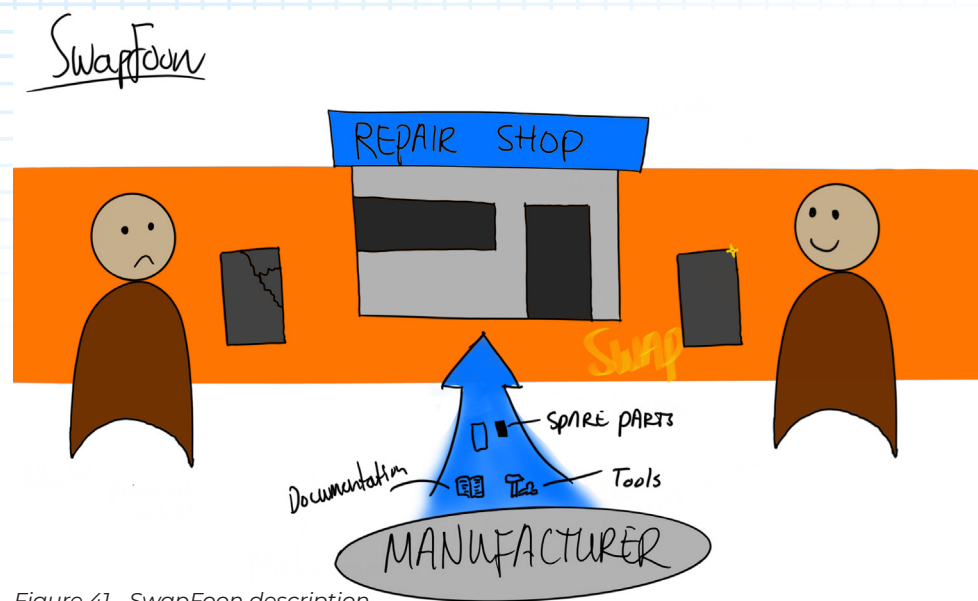 SwapFoon
REPAIR SHOP
Swap
SPARE PARTS
Documentation
Tools
MANUFACTURER
Figure 41 - SwapFoon description